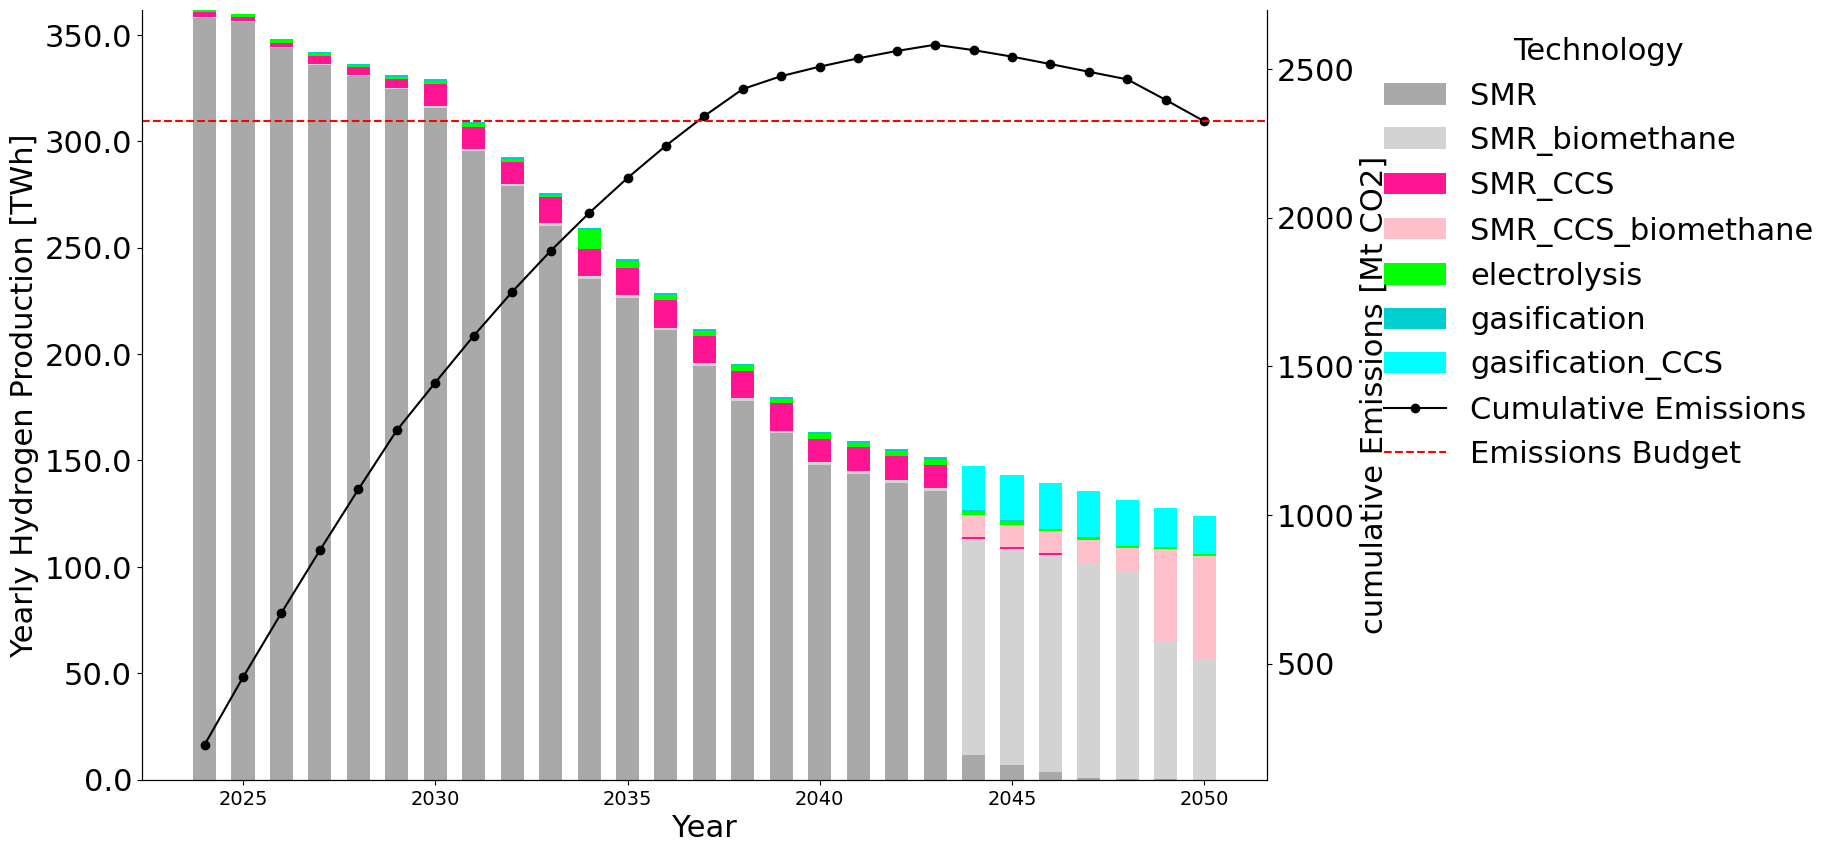 Yearly Hydrogen Production [TWh]
350.0
300.0
250.0
200.0
150.0
100.0
50.0
0.0
2025
2030
2035
2040
2045
2050
Year
2500
2000
1500
1000
500
cumulative Emissions [Mt CO2]
Technology
SMR
SMR_biomethane
SMR_CCS
SMR_CCS_biomethane
electrolysis
gasification
gasification_CCS
Cumulative Emissions
Emissions Budget